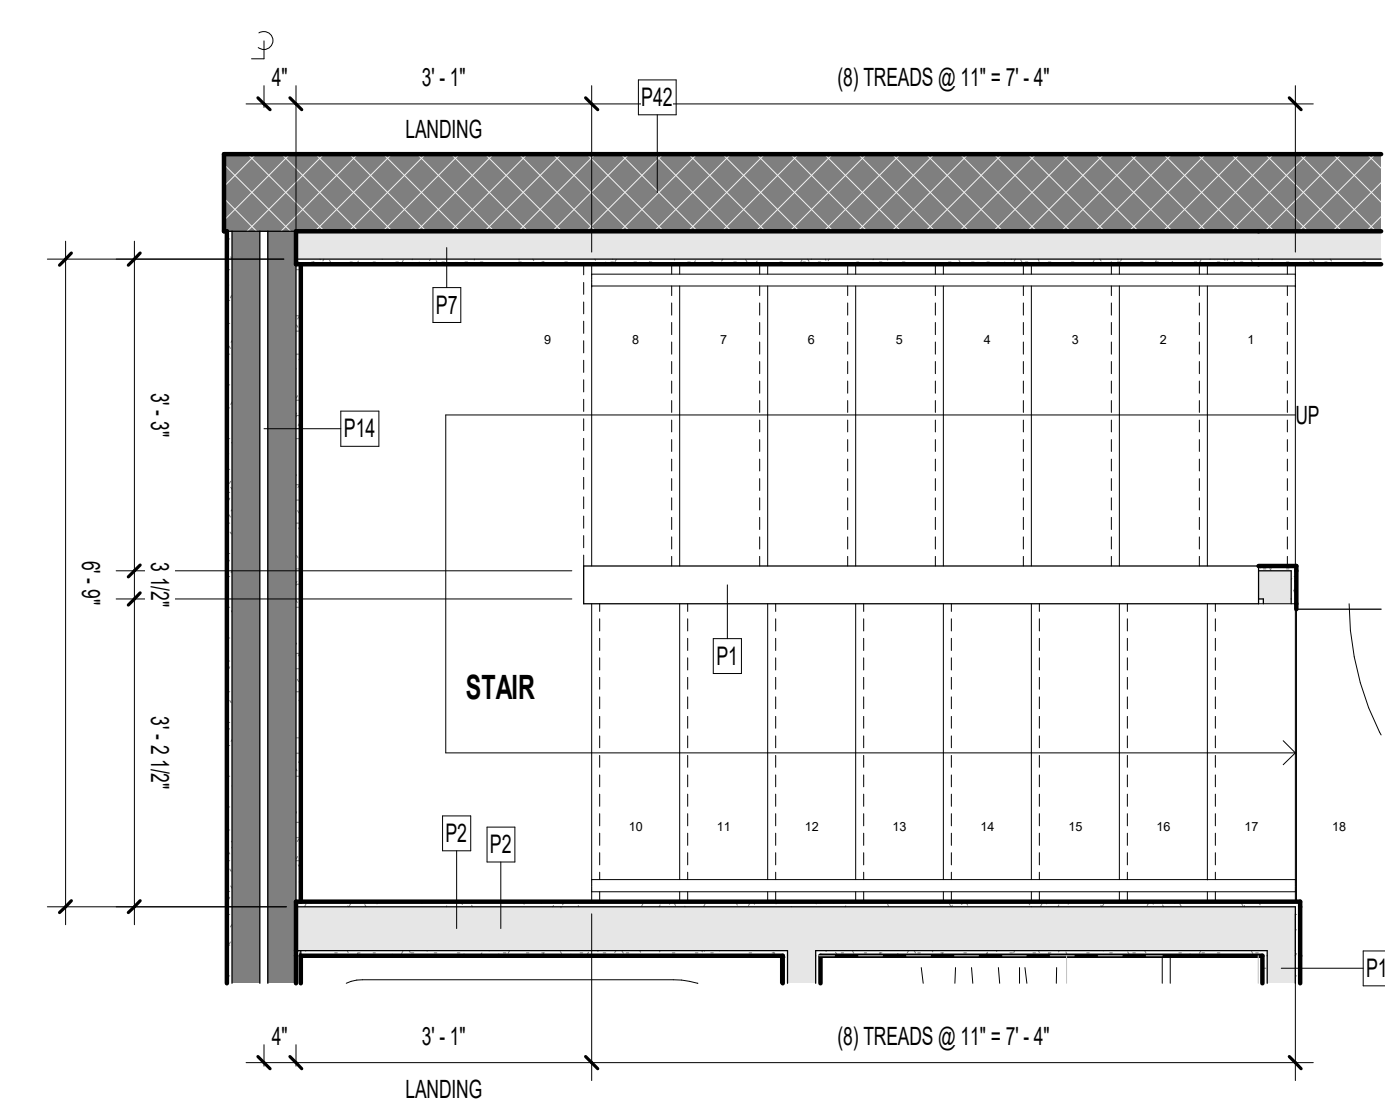 4"
3' - 1"
(8) TREADS @ 11" = 7' - 4"
P42
LANDING
P7
9
8
7
6
5
4
3
2
1
3' - 3"
P14
UP
6' - 9"
3 1/2"
P1
STAIR
3' - 2 1/2"
P2
P2
10
11
12
13
14
15
16
17
18
P1
4"
3' - 1"
(8) TREADS @ 11" = 7' - 4"
LANDING